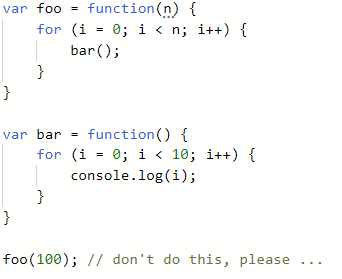 var foo = function(n) {
    for (i = 0; i < n; i++) {
        bar();
    }
}
var bar = function() {
    for (i = 0; i < 10; i++) {
        console.log(i);
    }
}
foo(100); // don't do this, please ...